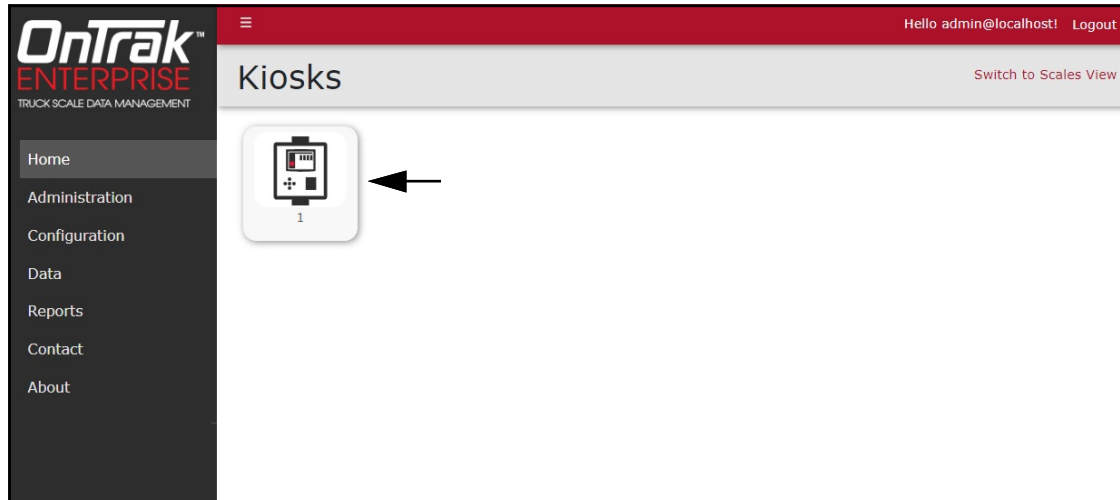 OnTrak™
ENTERPRISE
TRUCK SCALE DATA MANAGEMENT
☰
Hello admin@localhost! Logout
Kiosks
Switch to Scales View
Home
Administration
Configuration
Data
Reports
Contact
About
1